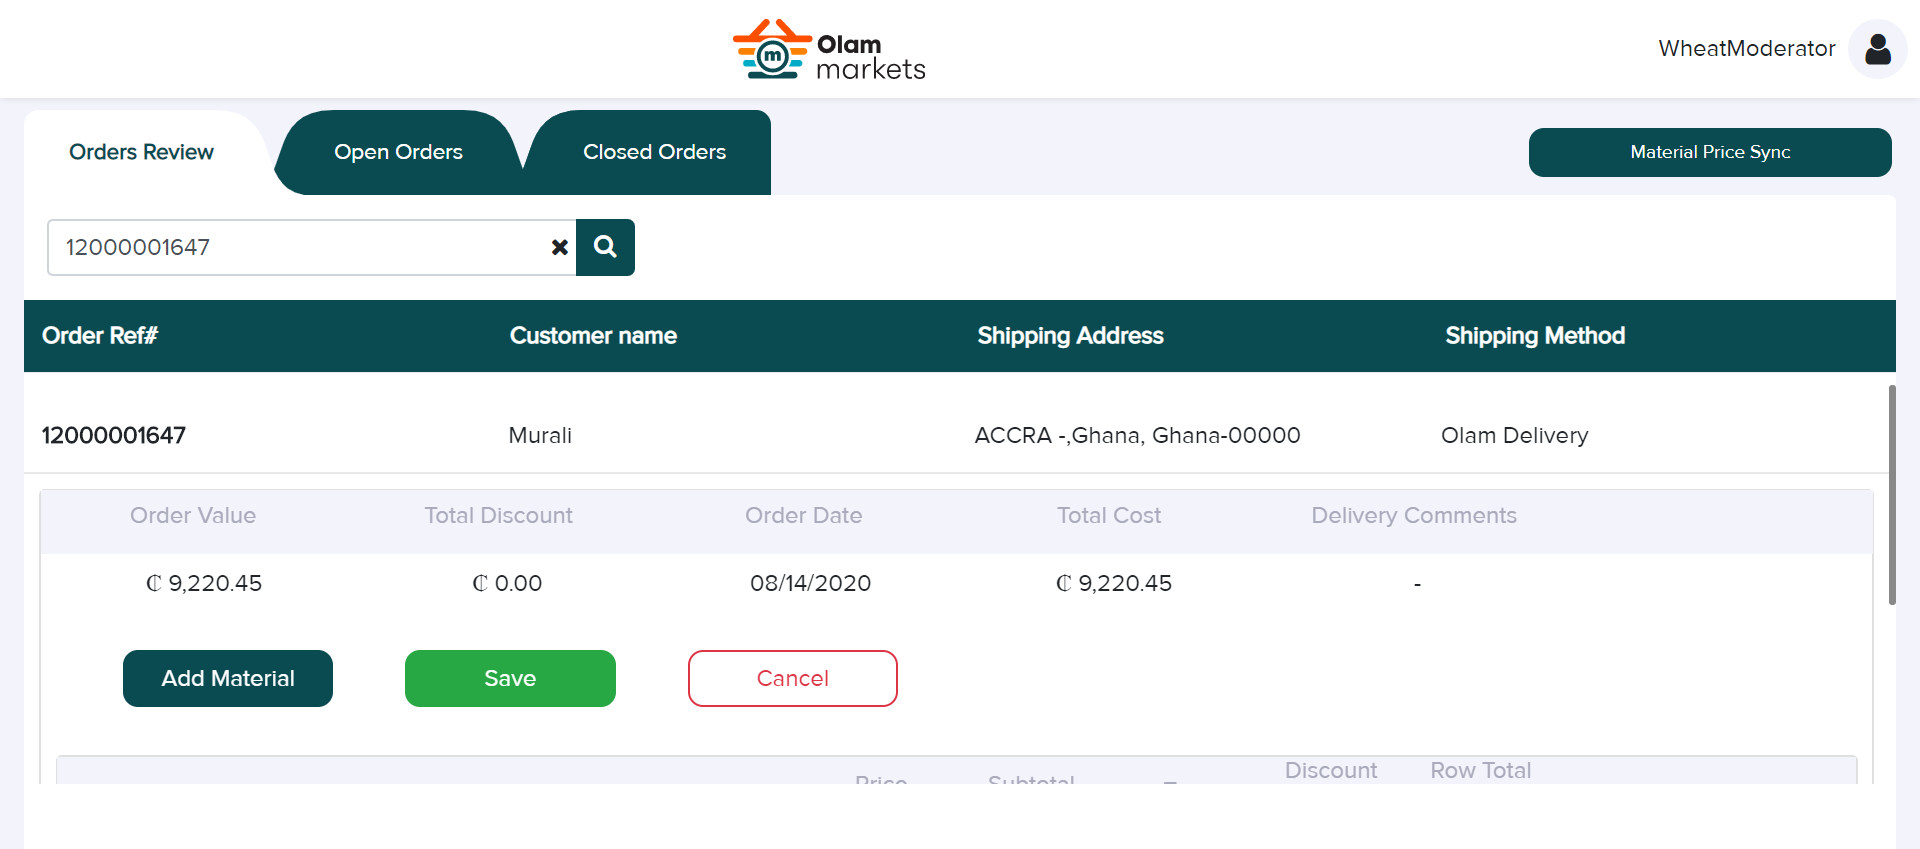 m Olam
markets
WheatModerator
Orders Review Open Orders Closed Orders Material Price Sync
12000001647
Order Ref# Customer name Shipping Address Shipping Method
12000001647 Murali ACCRA -,Ghana, Ghana-00000 Olam Delivery
Order Value Total Discount Order Date Total Cost Delivery Comments
₵ 9,220.45 ₵ 0.00 08/14/2020 ₵ 9,220.45 -
Add Material Save Cancel
Price Subtotal Discount Row Total